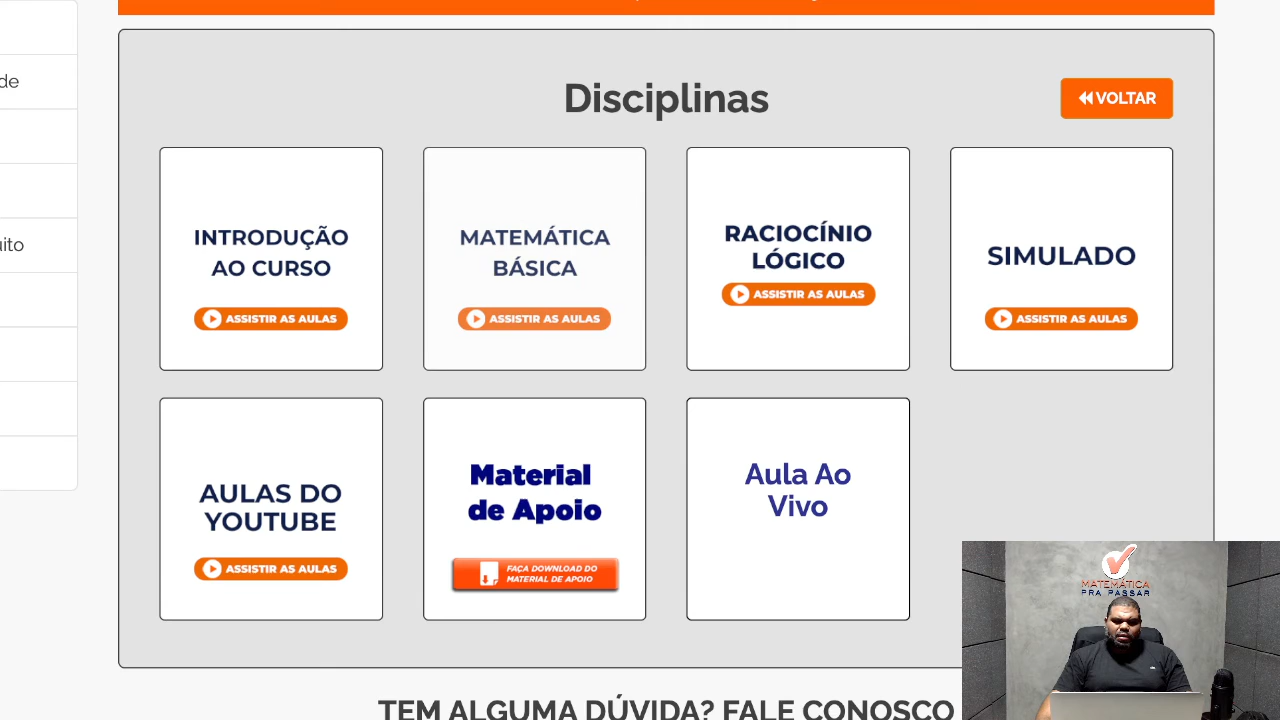 de
uito
Disciplinas
VOLTAR
INTRODUÇÃO
AO CURSO
ASSISTIR AS AULAS
MATEMÁTICA
BÁSICA
ASSISTIR AS AULAS
RACIOCÍNIO
LÓGICO
ASSISTIR AS AULAS
SIMULADO
ASSISTIR AS AULAS
AULAS DO
YOUTUBE
ASSISTIR AS AULAS
Material
de Apoio
FAÇA DOWNLOAD DO
MATERIAL DE APOIO
Aula Ao
Vivo
MATEMÁTICA
PRA PASSAR
TEM ALGUMA DÚVIDA? FALE CONOSCO